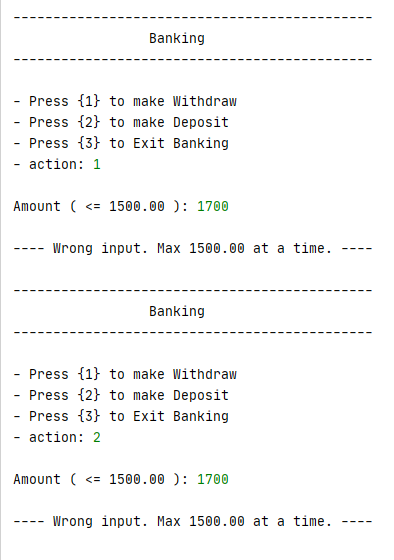 ---------------------------------------------
Banking
---------------------------------------------
- Press {1} to make Withdraw
- Press {2} to make Deposit
- Press {3} to Exit Banking
- action: 1
Amount ( <= 1500.00 ): 1700
---- Wrong input. Max 1500.00 at a time. ----
---------------------------------------------
Banking
---------------------------------------------
- Press {1} to make Withdraw
- Press {2} to make Deposit
- Press {3} to Exit Banking
- action: 2
Amount ( <= 1500.00 ): 1700
---- Wrong input. Max 1500.00 at a time. ----